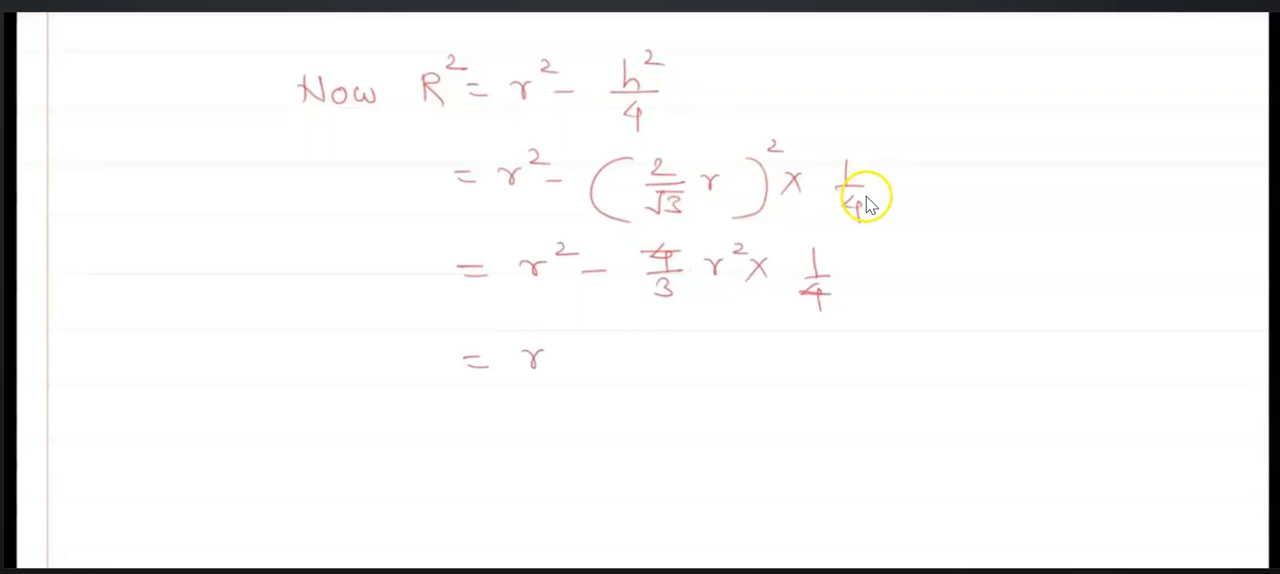 Now R² = r² - h²/4
= r² - (2/√3 r)² × 1/4
= r² - 4/3 r² × 1/4
= r